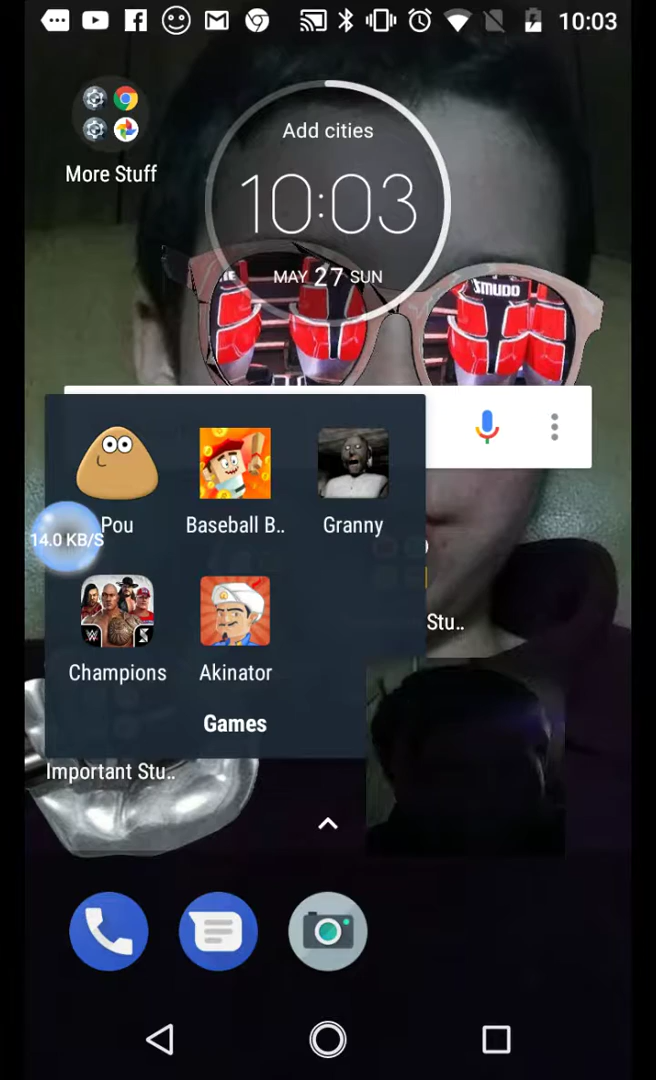 10:03
Add cities
10:03
MAY 27 SUN
More Stuff
SMUDO
Pou
Baseball B..
Granny
14.0 KB/S
Stu..
Champions
Akinator
Games
Important Stu..